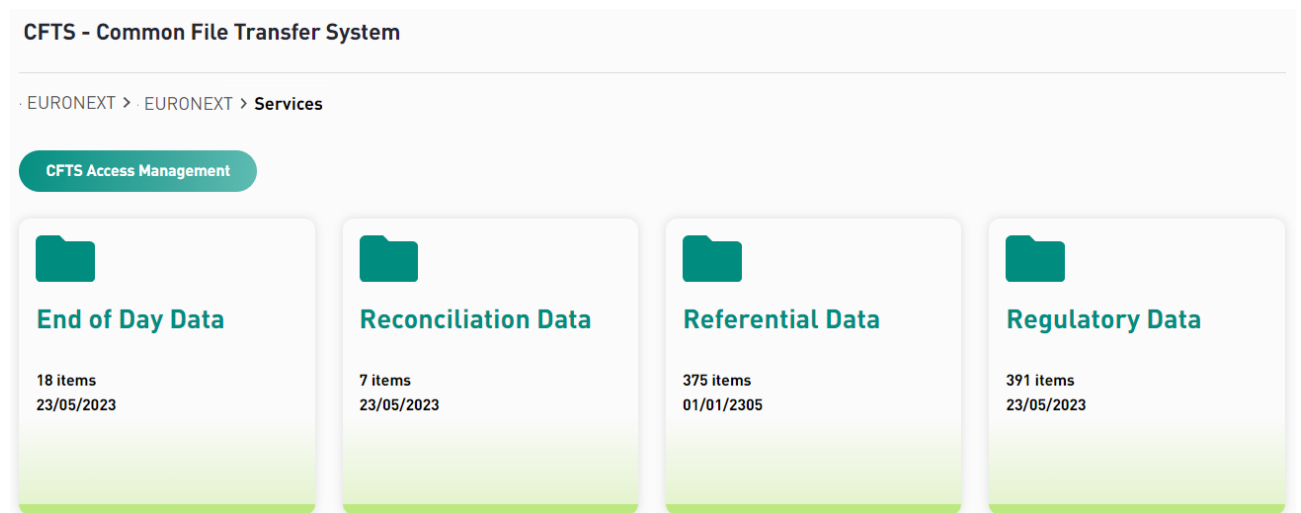 CFTS - Common File Transfer System
· EURONEXT > · EURONEXT > Services
CFTS Access Management
End of Day Data
18 items
23/05/2023
Reconciliation Data
7 items
23/05/2023
Referential Data
375 items
01/01/2305
Regulatory Data
391 items
23/05/2023